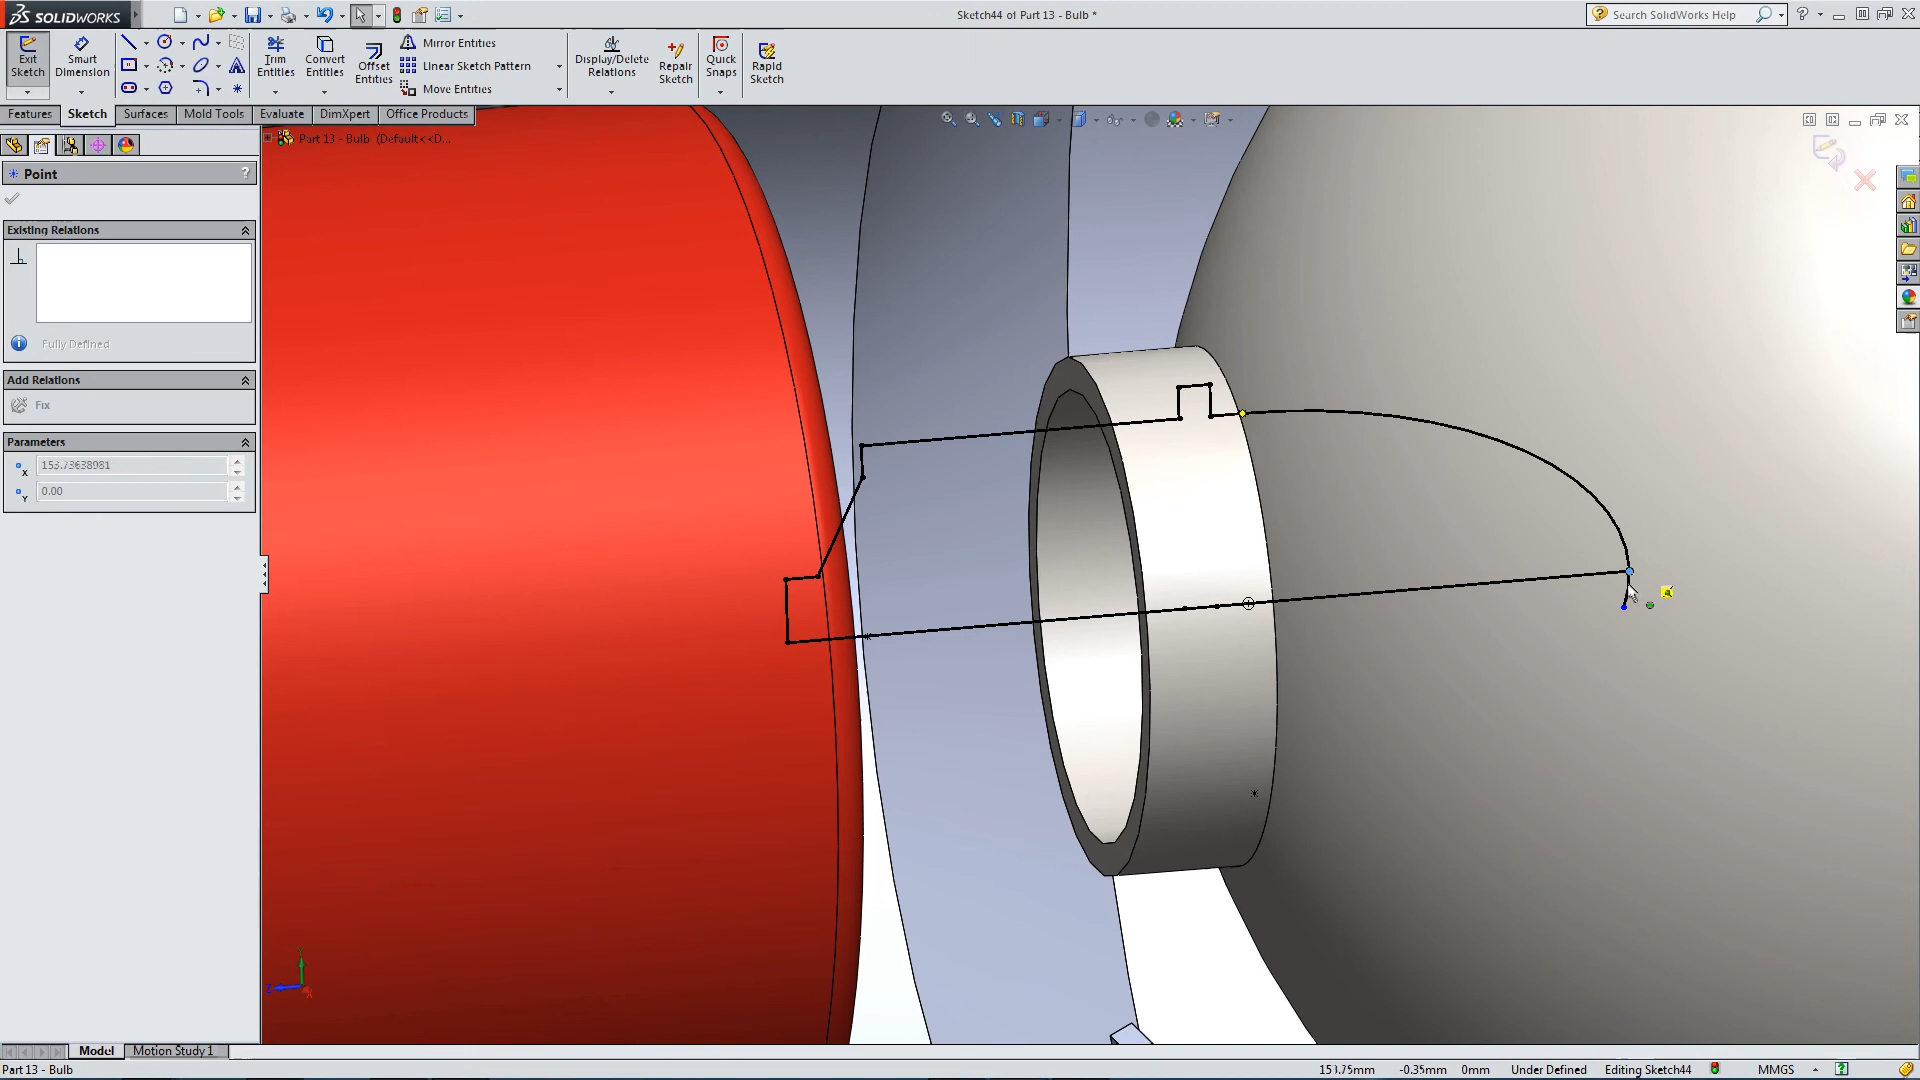 SOLIDWORKS
Sketch44 of Part 13 - Bulb *
Search SolidWorks Help
Exit Sketch
Smart Dimension
Trim Entities
Convert Entities
Offset Entities
Mirror Entities
Linear Sketch Pattern
Move Entities
Display/Delete Relations
Repair Sketch
Quick Snaps
Rapid Sketch
Features Sketch Surfaces Mold Tools Evaluate DimXpert Office Products
Part 13 - Bulb (Default<<D...
Point
?
Existing Relations
Fully Defined
Add Relations
Fix
Parameters
X 153.73638981
Y 0.00
Y
Z
X
Model Motion Study 1
Part 13 - Bulb
153.75mm -0.35mm 0mm Under Defined Editing Sketch44 MMGS